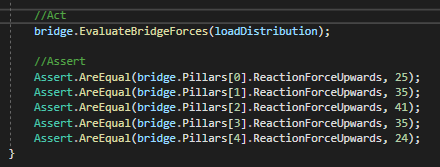 //Act
bridge.EvaluateBridgeForces(loadDistribution);
//Assert
Assert.AreEqual(bridge.Pillars[0].ReactionForceUpwards, 25);
Assert.AreEqual(bridge.Pillars[1].ReactionForceUpwards, 35);
Assert.AreEqual(bridge.Pillars[2].ReactionForceUpwards, 41);
Assert.AreEqual(bridge.Pillars[3].ReactionForceUpwards, 35);
Assert.AreEqual(bridge.Pillars[4].ReactionForceUpwards, 24);
}